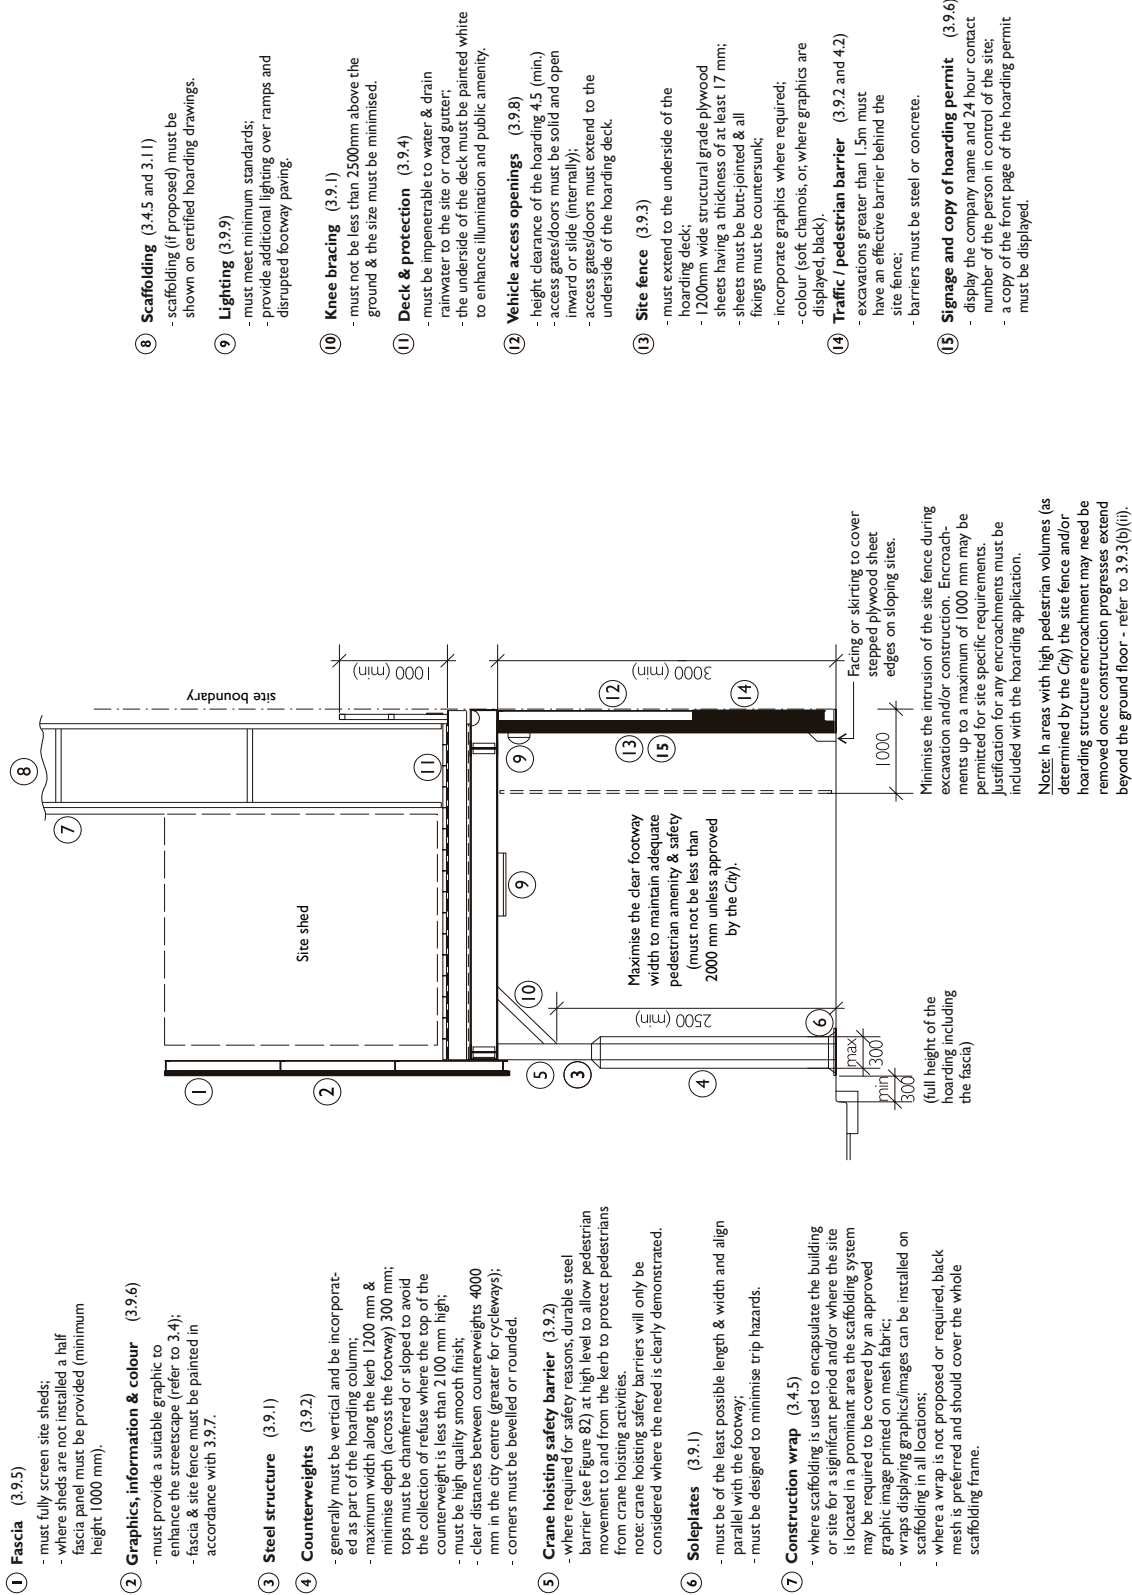 1 Fascia (3.9.5)
- must fully screen site sheds;
- where sheds are not installed a half
fascia panel must be provided (minimum
height 1000 mm).
2 Graphics, information & colour (3.9.6)
- must provide a suitable graphic to
enhance the streetscape (refer to 3.4);
- fascia & site fence must be painted in
accordance with 3.9.7.
3 Steel structure (3.9.1)
4 Counterweights (3.9.2)
- generally must be vertical and be incorporat-
ed as part of the hoarding column;
- maximum width along the kerb 1200 mm &
minimise depth (across the footway) 300 mm;
tops must be chamferred or sloped to avoid
the collection of refuse where the top of the
counterweight is less than 2100 mm high;
- must be high quality smooth finish;
- clear distances between counterweights 4000
mm in the city centre (greater for cycleways);
- corners must be bevelled or rounded.
5 Crane hoisting safety barrier (3.9.2)
- where required for safety reasons, durable steel
barrier (see Figure 82) at high level to allow pedestrian
movement to and from the kerb to protect pedestrians
from crane hoisting activities.
note: crane hoisting safety barriers will only be
considered where the need is clearly demonstrated.
6 Soleplates (3.9.1)
- must be of the least possible length & width and align
parallel with the footway;
- must be designed to minimise trip hazards.
7 Construction wrap (3.4.5)
- where scaffolding is used to encapsulate the building
or site for a siginificant period and/or where the site
is located in a prominant area the scaffolding system
may be required to be covered by an approved
graphic image printed on mesh fabric;
- wraps displaying graphics/images can be installed on
scaffolding in all locations;
- where a wrap is not proposed or required, black
mesh is preferred and should cover the whole
scaffolding frame.
8
7
site boundary
1000 (min)
Site shed
1
2
11
9
9
12
14
13
15
3000 (min)
10
5
3
4
6
2500 (min)
Maximise the clear footway
width to maintain adequate
pedestrian amenity & safety
(must not be less than
2000 mm unless approved
by the City).
1000
max
300
min
300
(full height of the
hoarding including
the fascia)
Facing or skirting to cover
stepped plywood sheet
edges on sloping sites.
Minimise the intrusion of the site fence during
excavation and/or construction. Encroach-
ments up to a maximum of 1000 mm may be
permitted for site specific requirements.
Justification for any encroachments must be
included with the hoarding application.
Note: In areas with high pedestrian volumes (as
determined by the City) the site fence and/or
hoarding structure encroachment may need be
removed once construction progresses extend
beyond the ground floor - refer to 3.9.3(b)(ii).
8 Scaffolding (3.4.5 and 3.11)
- scaffolding (if proposed) must be
shown on certified hoarding drawings.
9 Lighting (3.9.9)
- must meet minimum standards;
- provide additional lighting over ramps and
disrupted footway paving.
10 Knee bracing (3.9.1)
- must not be less than 2500mm above the
ground & the size must be minimised.
11 Deck & protection (3.9.4)
- must be impenetrable to water & drain
rainwater to the site or road gutter;
- the underside of the deck must be painted white
to enhance illumination and public amenity.
12 Vehicle access openings (3.9.8)
- height clearance of the hoarding 4.5 (min.)
- access gates/doors must be solid and open
inward or slide (internally);
- access gates/doors must extend to the
underside of the hoarding deck.
13 Site fence (3.9.3)
- must extend to the underside of the
hoarding deck;
- 1200mm wide structural grade plywood
sheets having a thickness of at least 17 mm;
- sheets must be butt-jointed & all
fixings must be countersunk;
- incorporate graphics where required;
- colour (soft chamois, or, where graphics are
displayed, black).
14 Traffic / pedestrian barrier (3.9.2 and 4.2)
- excavations greater than 1.5m must
have an effective barrier behind the
site fence;
- barriers must be steel or concrete.
15 Signage and copy of hoarding permit (3.9.6)
- display the company name and 24 hour contact
number of the person in control of the site;
- a copy of the front page of the hoarding permit
must be displayed.